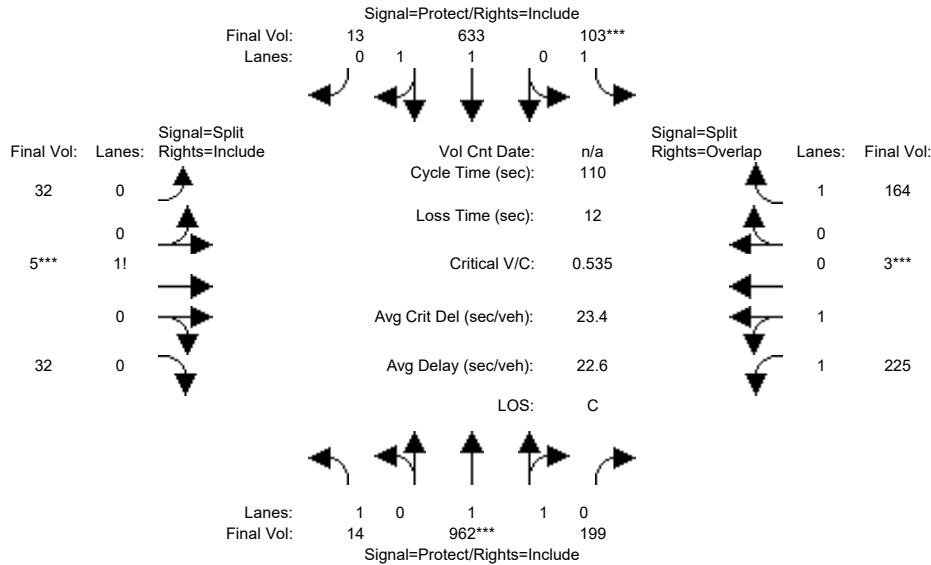 Signal=Protect/Rights=Include
Final Vol: 13 633 103***
Lanes: 0 1 1 0 1
Signal=Split Signal=Split
Final Vol: Lanes: Rights=Include Vol Cnt Date: n/a Rights=Overlap Lanes: Final Vol:
Cycle Time (sec): 110
32 0 1 164
Loss Time (sec): 12
0 0
5*** 1! Critical V/C: 0.535 0 3***
0 Avg Crit Del (sec/veh): 23.4 1
32 0 Avg Delay (sec/veh): 22.6 1 225
LOS: C
Lanes: 1 0 1 1 0
Final Vol: 14 962*** 199
Signal=Protect/Rights=Include